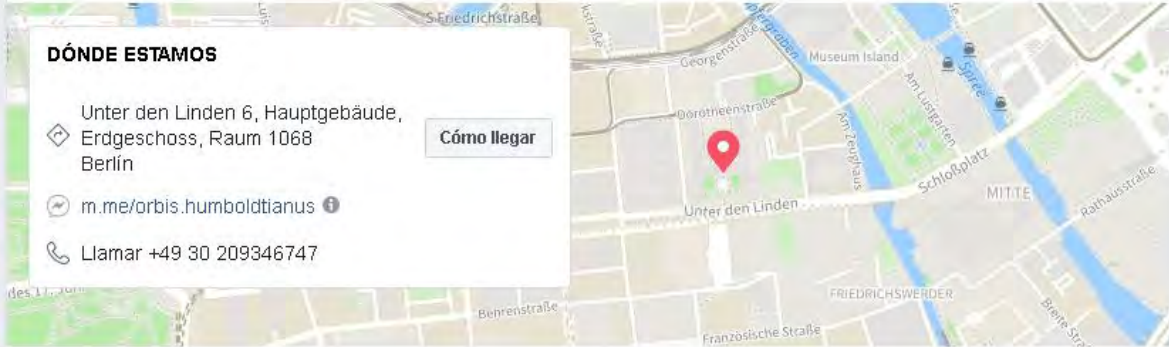 DÓNDE ESTAMOS
Unter den Linden 6, Hauptgebäude,
Erdgeschoss, Raum 1068
Berlín
Cómo llegar
m.me/orbis.humboldtianus
Llamar +49 30 209346747
S Friedrichstraße
Georgenstraße
Museum Island
Spree
Am Lustgarten
Dorotheenstraße
Am Zeughaus
Schloßplatz
MITTE
Rathausstraße
Unter den Linden
FRIEDRICHSWERDER
Behrenstraße
Französische Straße